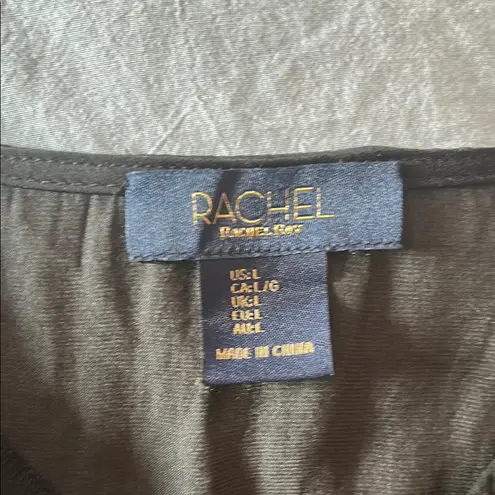 RACHEL
RACHEL ROY
US:L
CA:L/G
UK:L
EU:L
AU:L
MADE IN CHINA